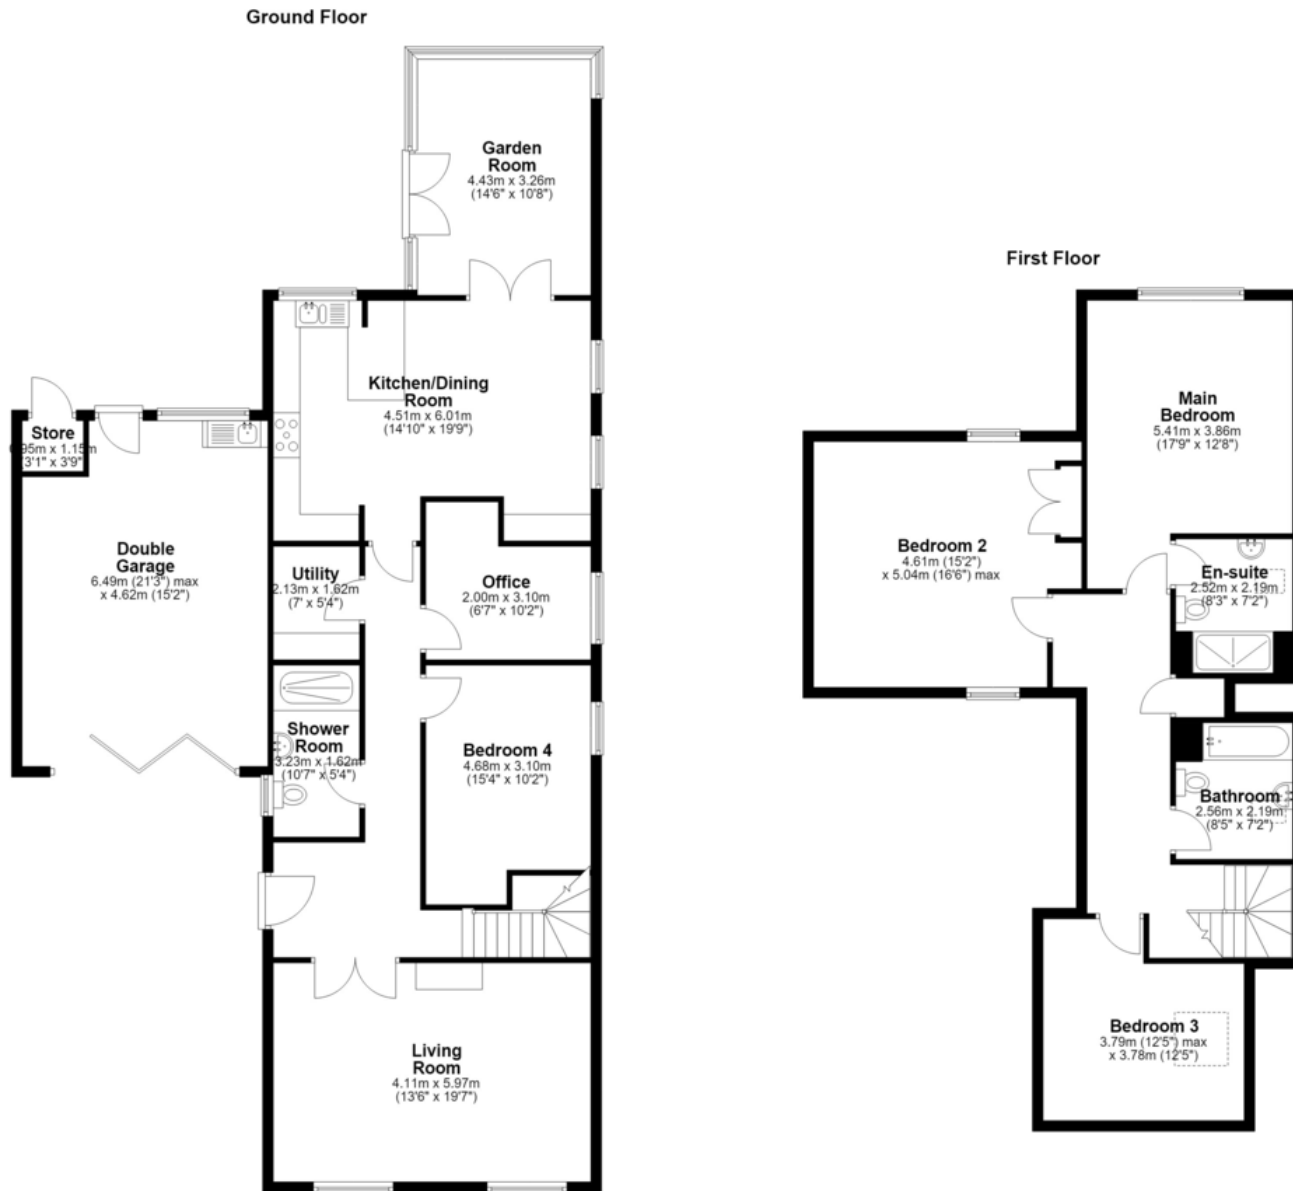 Ground Floor
Garden
Room
4.43m x 3.26m
(14'6" x 10'8")
Kitchen/Dining
Room
4.51m x 6.01m
(14'10" x 19'9")
Store
0.95m x 1.15m
(3'1" x 3'9")
Double
Garage
6.49m (21'3") max
x 4.62m (15'2")
Utility
2.13m x 1.62m
(7' x 5'4")
Office
2.00m x 3.10m
(6'7" x 10'2")
Shower
Room
3.23m x 1.62m
(10'7" x 5'4")
Bedroom 4
4.68m x 3.10m
(15'4" x 10'2")
Living
Room
4.11m x 5.97m
(13'6" x 19'7")
First Floor
Main
Bedroom
5.41m x 3.86m
(17'9" x 12'8")
Bedroom 2
4.61m (15'2")
x 5.04m (16'6") max
En-suite
2.52m x 2.19m
(8'3" x 7'2")
Bathroom
2.56m x 2.19m
(8'5" x 7'2")
Bedroom 3
3.79m (12'5") max
x 3.78m (12'5")